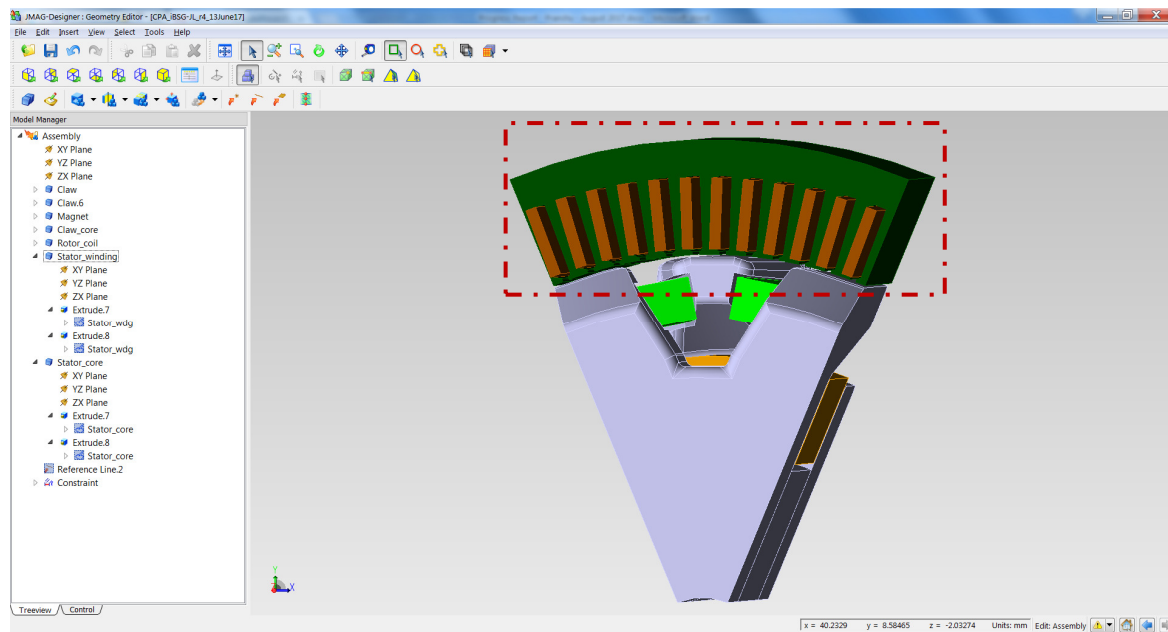 JMAG-Designer : Geometry Editor - [CPA_iBSG-JL_r4_13June17]
File Edit Insert View Select Tools Help
Model Manager
Assembly
XY Plane
YZ Plane
ZX Plane
Claw
Claw.6
Magnet
Claw_core
Rotor_coil
Stator_winding
XY Plane
YZ Plane
ZX Plane
Extrude.7
Stator_wdg
Extrude.8
Stator_wdg
Stator_core
XY Plane
YZ Plane
ZX Plane
Extrude.7
Stator_core
Extrude.8
Stator_core
Reference Line.2
Constraint
Y
X
Treeview Control
x = 40.2329 y = 8.58465 z = -2.03274 Units: mm Edit: Assembly